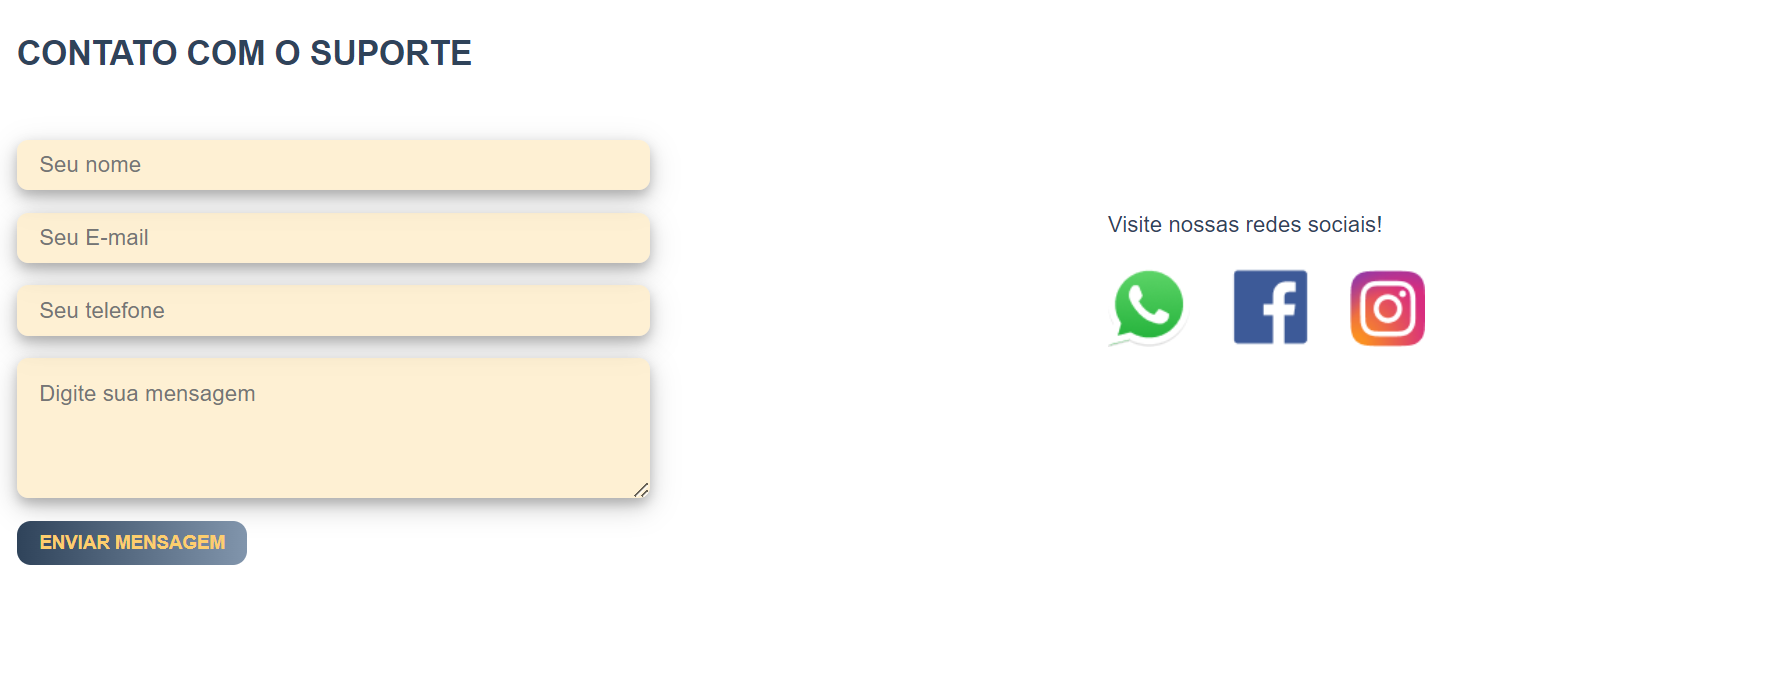 CONTATO COM O SUPORTE
Seu nome
Seu E-mail
Seu telefone
Digite sua mensagem
ENVIAR MENSAGEM
Visite nossas redes sociais!